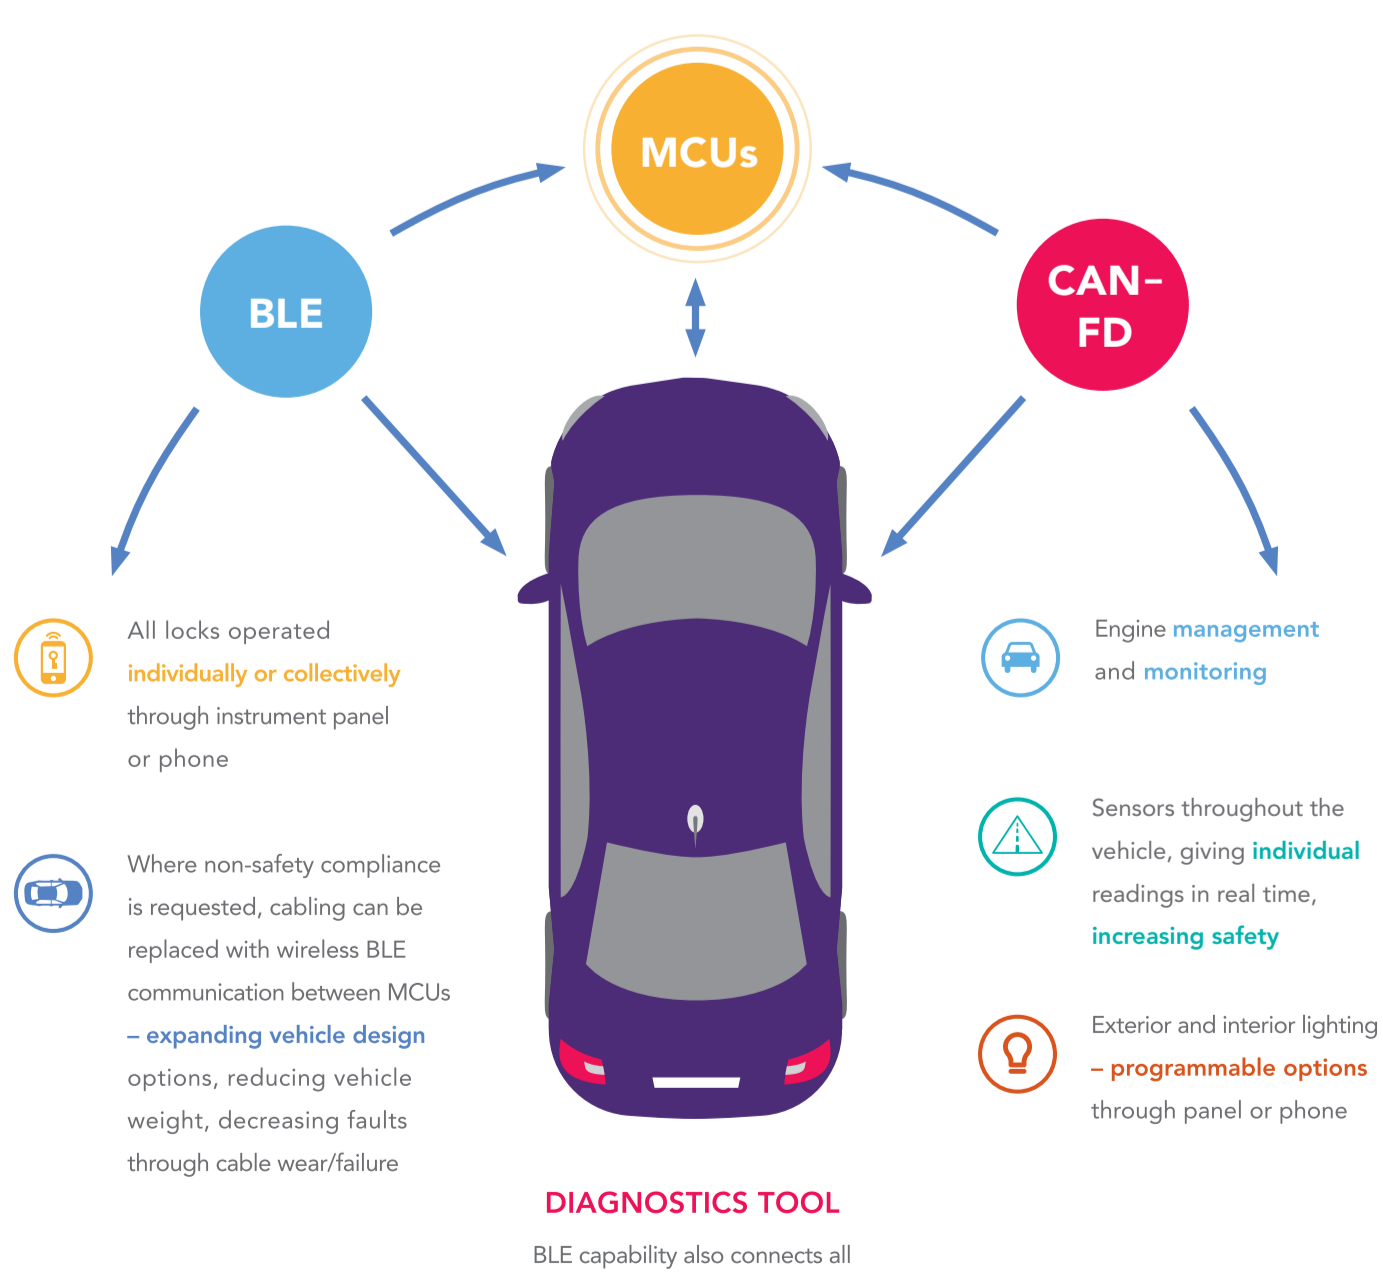 MCUs
BLE
CAN–
FD
All locks operated
individually or collectively
through instrument panel
or phone
Where non-safety compliance
is requested, cabling can be
replaced with wireless BLE
communication between MCUs
– expanding vehicle design
options, reducing vehicle
weight, decreasing faults
through cable wear/failure
Engine management
and monitoring
Sensors throughout the
vehicle, giving individual
readings in real time,
increasing safety
Exterior and interior lighting
– programmable options
through panel or phone
DIAGNOSTICS TOOL
BLE capability also connects all